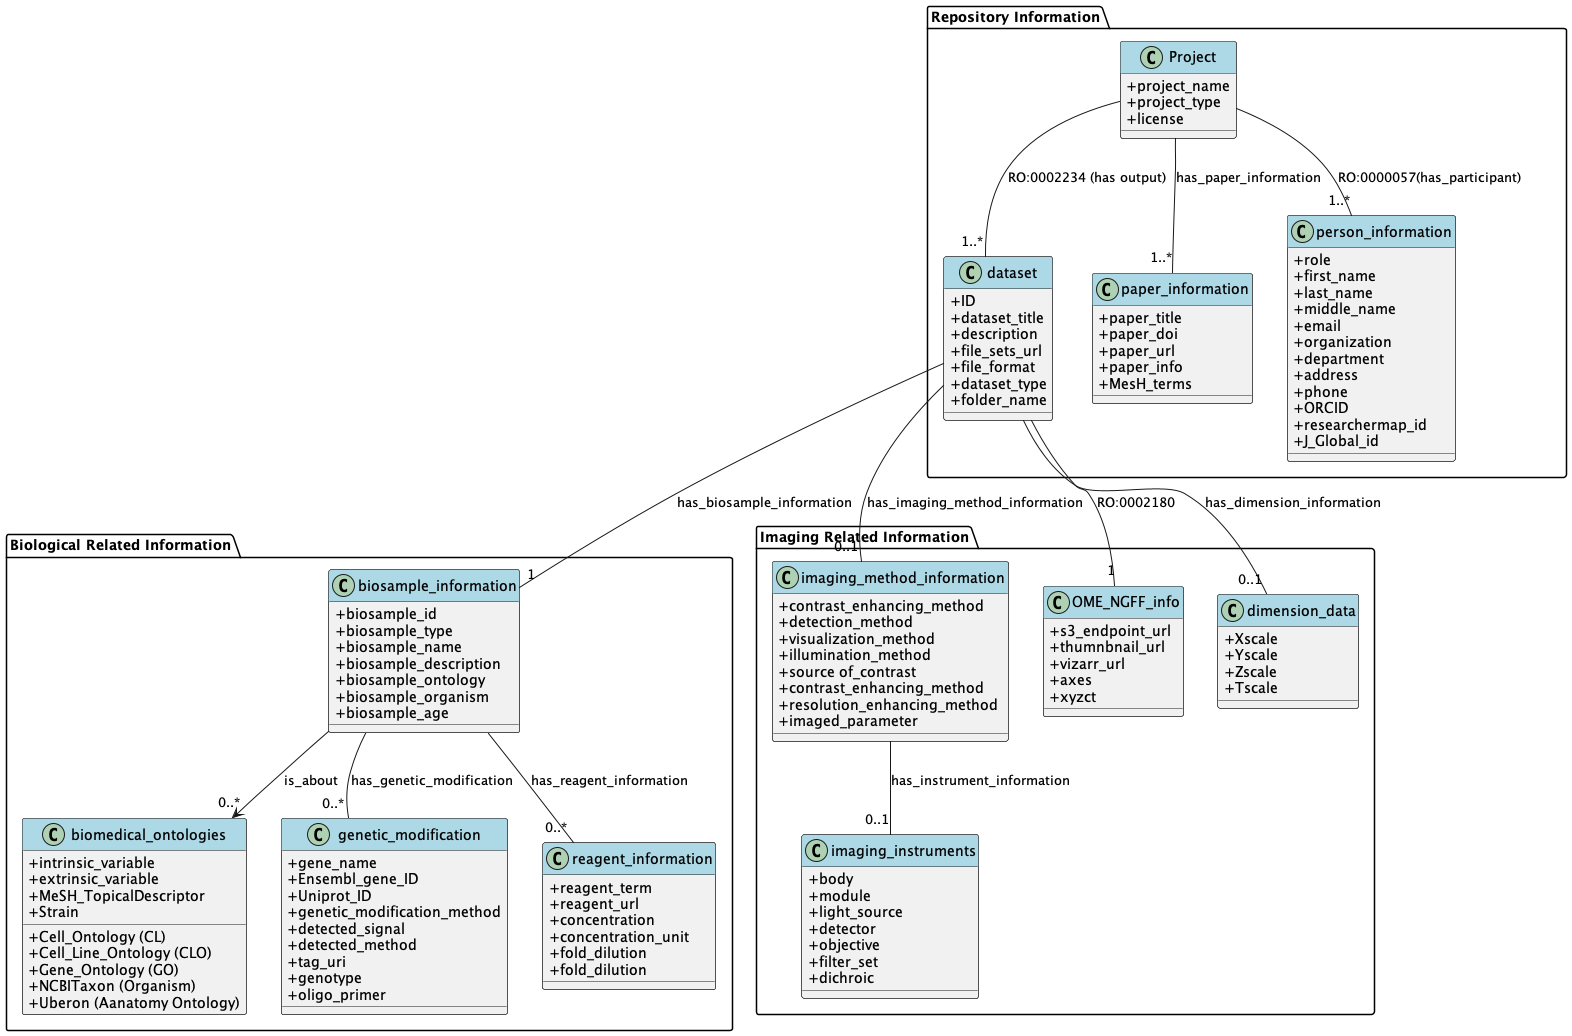 Repository Information
C Project
+project_name
+project_type
+license
RO:0002234 (has output)
has_paper_information
RO:0000057(has_participant)
1..*
1..*
1..*
C dataset
+ID
+dataset_title
+description
+file_sets_url
+file_format
+dataset_type
+folder_name
C paper_information
+paper_title
+paper_doi
+paper_url
+paper_info
+MesH_terms
C person_information
+role
+first_name
+last_name
+middle_name
+email
+organization
+department
+address
+phone
+ORCID
+researchermap_id
+J_Global_id
has_biosample_information
has_imaging_method_information
RO:0002180
has_dimension_information
Biological Related Information
1
C biosample_information
+biosample_id
+biosample_type
+biosample_name
+biosample_description
+biosample_ontology
+biosample_organism
+biosample_age
is_about
has_genetic_modification
has_reagent_information
0..*
0..*
0..*
C biomedical_ontologies
+intrinsic_variable
+extrinsic_variable
+MeSH_TopicalDescriptor
+Strain
+Cell_Ontology (CL)
+Cell_Line_Ontology (CLO)
+Gene_Ontology (GO)
+NCBITaxon (Organism)
+Uberon (Aanatomy Ontology)
C genetic_modification
+gene_name
+Ensembl_gene_ID
+Uniprot_ID
+genetic_modification_method
+detected_signal
+detected_method
+tag_uri
+genotype
+oligo_primer
C reagent_information
+reagent_term
+reagent_url
+concentration
+concentration_unit
+fold_dilution
+fold_dilution
Imaging Related Information
0..1
1
0..1
C imaging_method_information
+contrast_enhancing_method
+detection_method
+visualization_method
+illumination_method
+source of_contrast
+contrast_enhancing_method
+resolution_enhancing_method
+imaged_parameter
C OME_NGFF_info
+s3_endpoint_url
+thumnbnail_url
+vizarr_url
+axes
+xyzct
C dimension_data
+Xscale
+Yscale
+Zscale
+Tscale
has_instrument_information
0..1
C imaging_instruments
+body
+module
+light_source
+detector
+objective
+filter_set
+dichroic